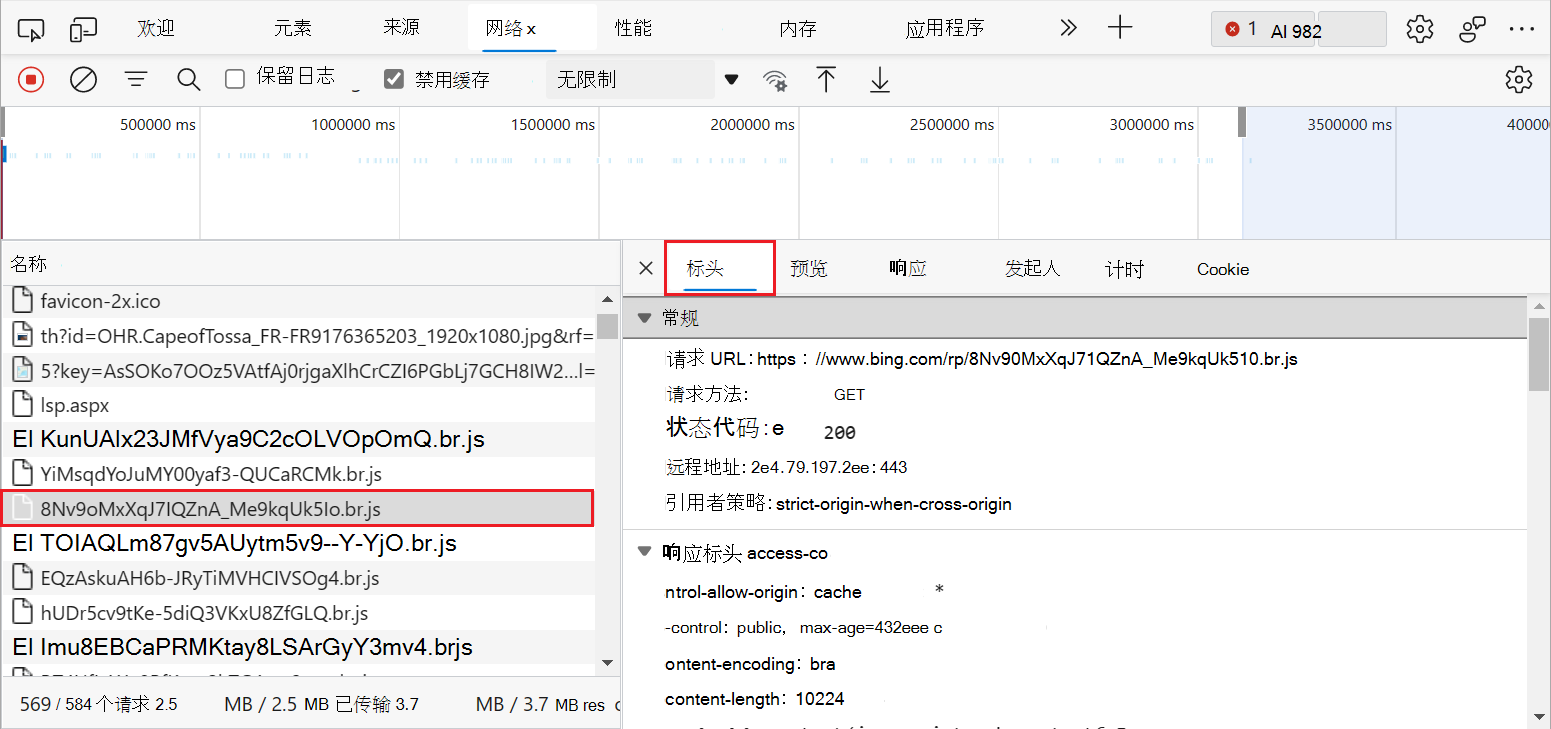 欢迎 元素 来源 网络 x 性能 内存 应用程序 1 AI 982
保留日志 禁用缓存 无限制
500000 ms 1000000 ms 1500000 ms 2000000 ms 2500000 ms 3000000 ms 3500000 ms 40000
名称
favicon-2x.ico
th?id=OHR.CapeofTossa_FR-FR9176365203_1920x1080.jpg&rf=
5?key=AsSOKo7OOz5VAtfAj0rjgaXlhCrCZI6PGbLj7GCH8IW2...l=
lsp.aspx
EI KunUAIx23JMfVya9C2cOLVOpOmQ.br.js
YiMsqdYoJuMY00yaf3-QUCaRCMk.br.js
8Nv9oMxXqJ7IQZnA_Me9kqUk5Io.br.js
EI TOIAQLm87gv5AUytm5v9--Y-YjO.br.js
EQzAskuAH6b-JRyTiMVHCIVSOg4.br.js
hUDr5cv9tKe-5diQ3VKxU8ZfGLQ.br.js
EI Imu8EBCaPRMKtay8LSArGyY3mv4.brjs
569 / 584 个请求 2.5 MB / 2.5 MB 已传输 3.7 MB / 3.7 MB res
标头 预览 响应 发起人 计时 Cookie
常规
请求 URL：https：//www.bing.com/rp/8Nv90MxXqJ71QZnA_Me9kqUk510.br.js
请求方法： GET
状态代码：e 200
远程地址：2e4.79.197.2ee：443
引用者策略：strict-origin-when-cross-origin
响应标头 access-co
ntrol-allow-origin：cache *
-control：public， max-age=432eee c
ontent-encoding：bra
content-length：10224